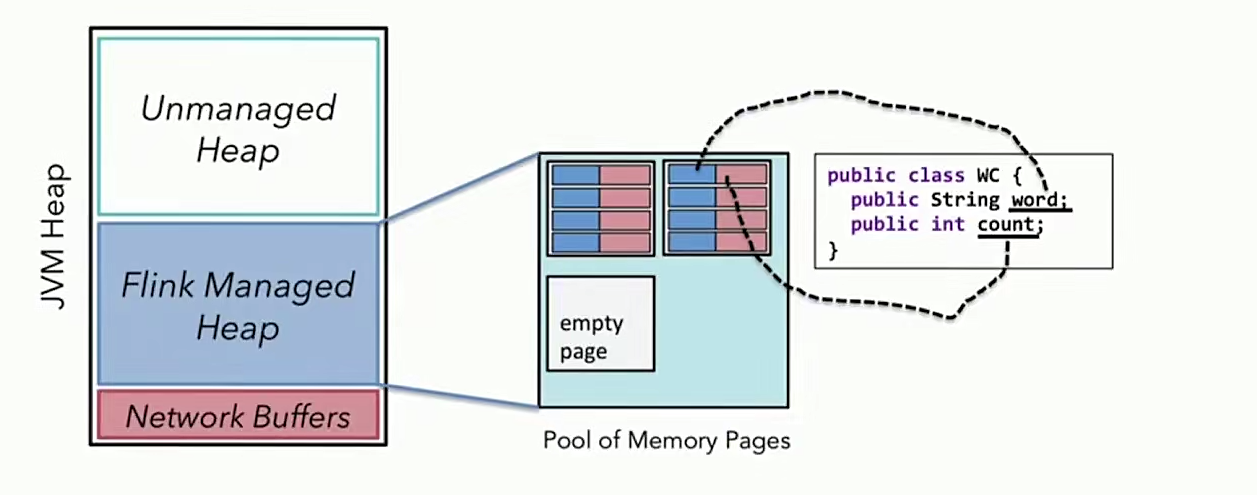 JVM Heap
Unmanaged
Heap
Flink Managed
Heap
Network Buffers
empty
page
Pool of Memory Pages
public class WC {
public String word;
public int count;
}